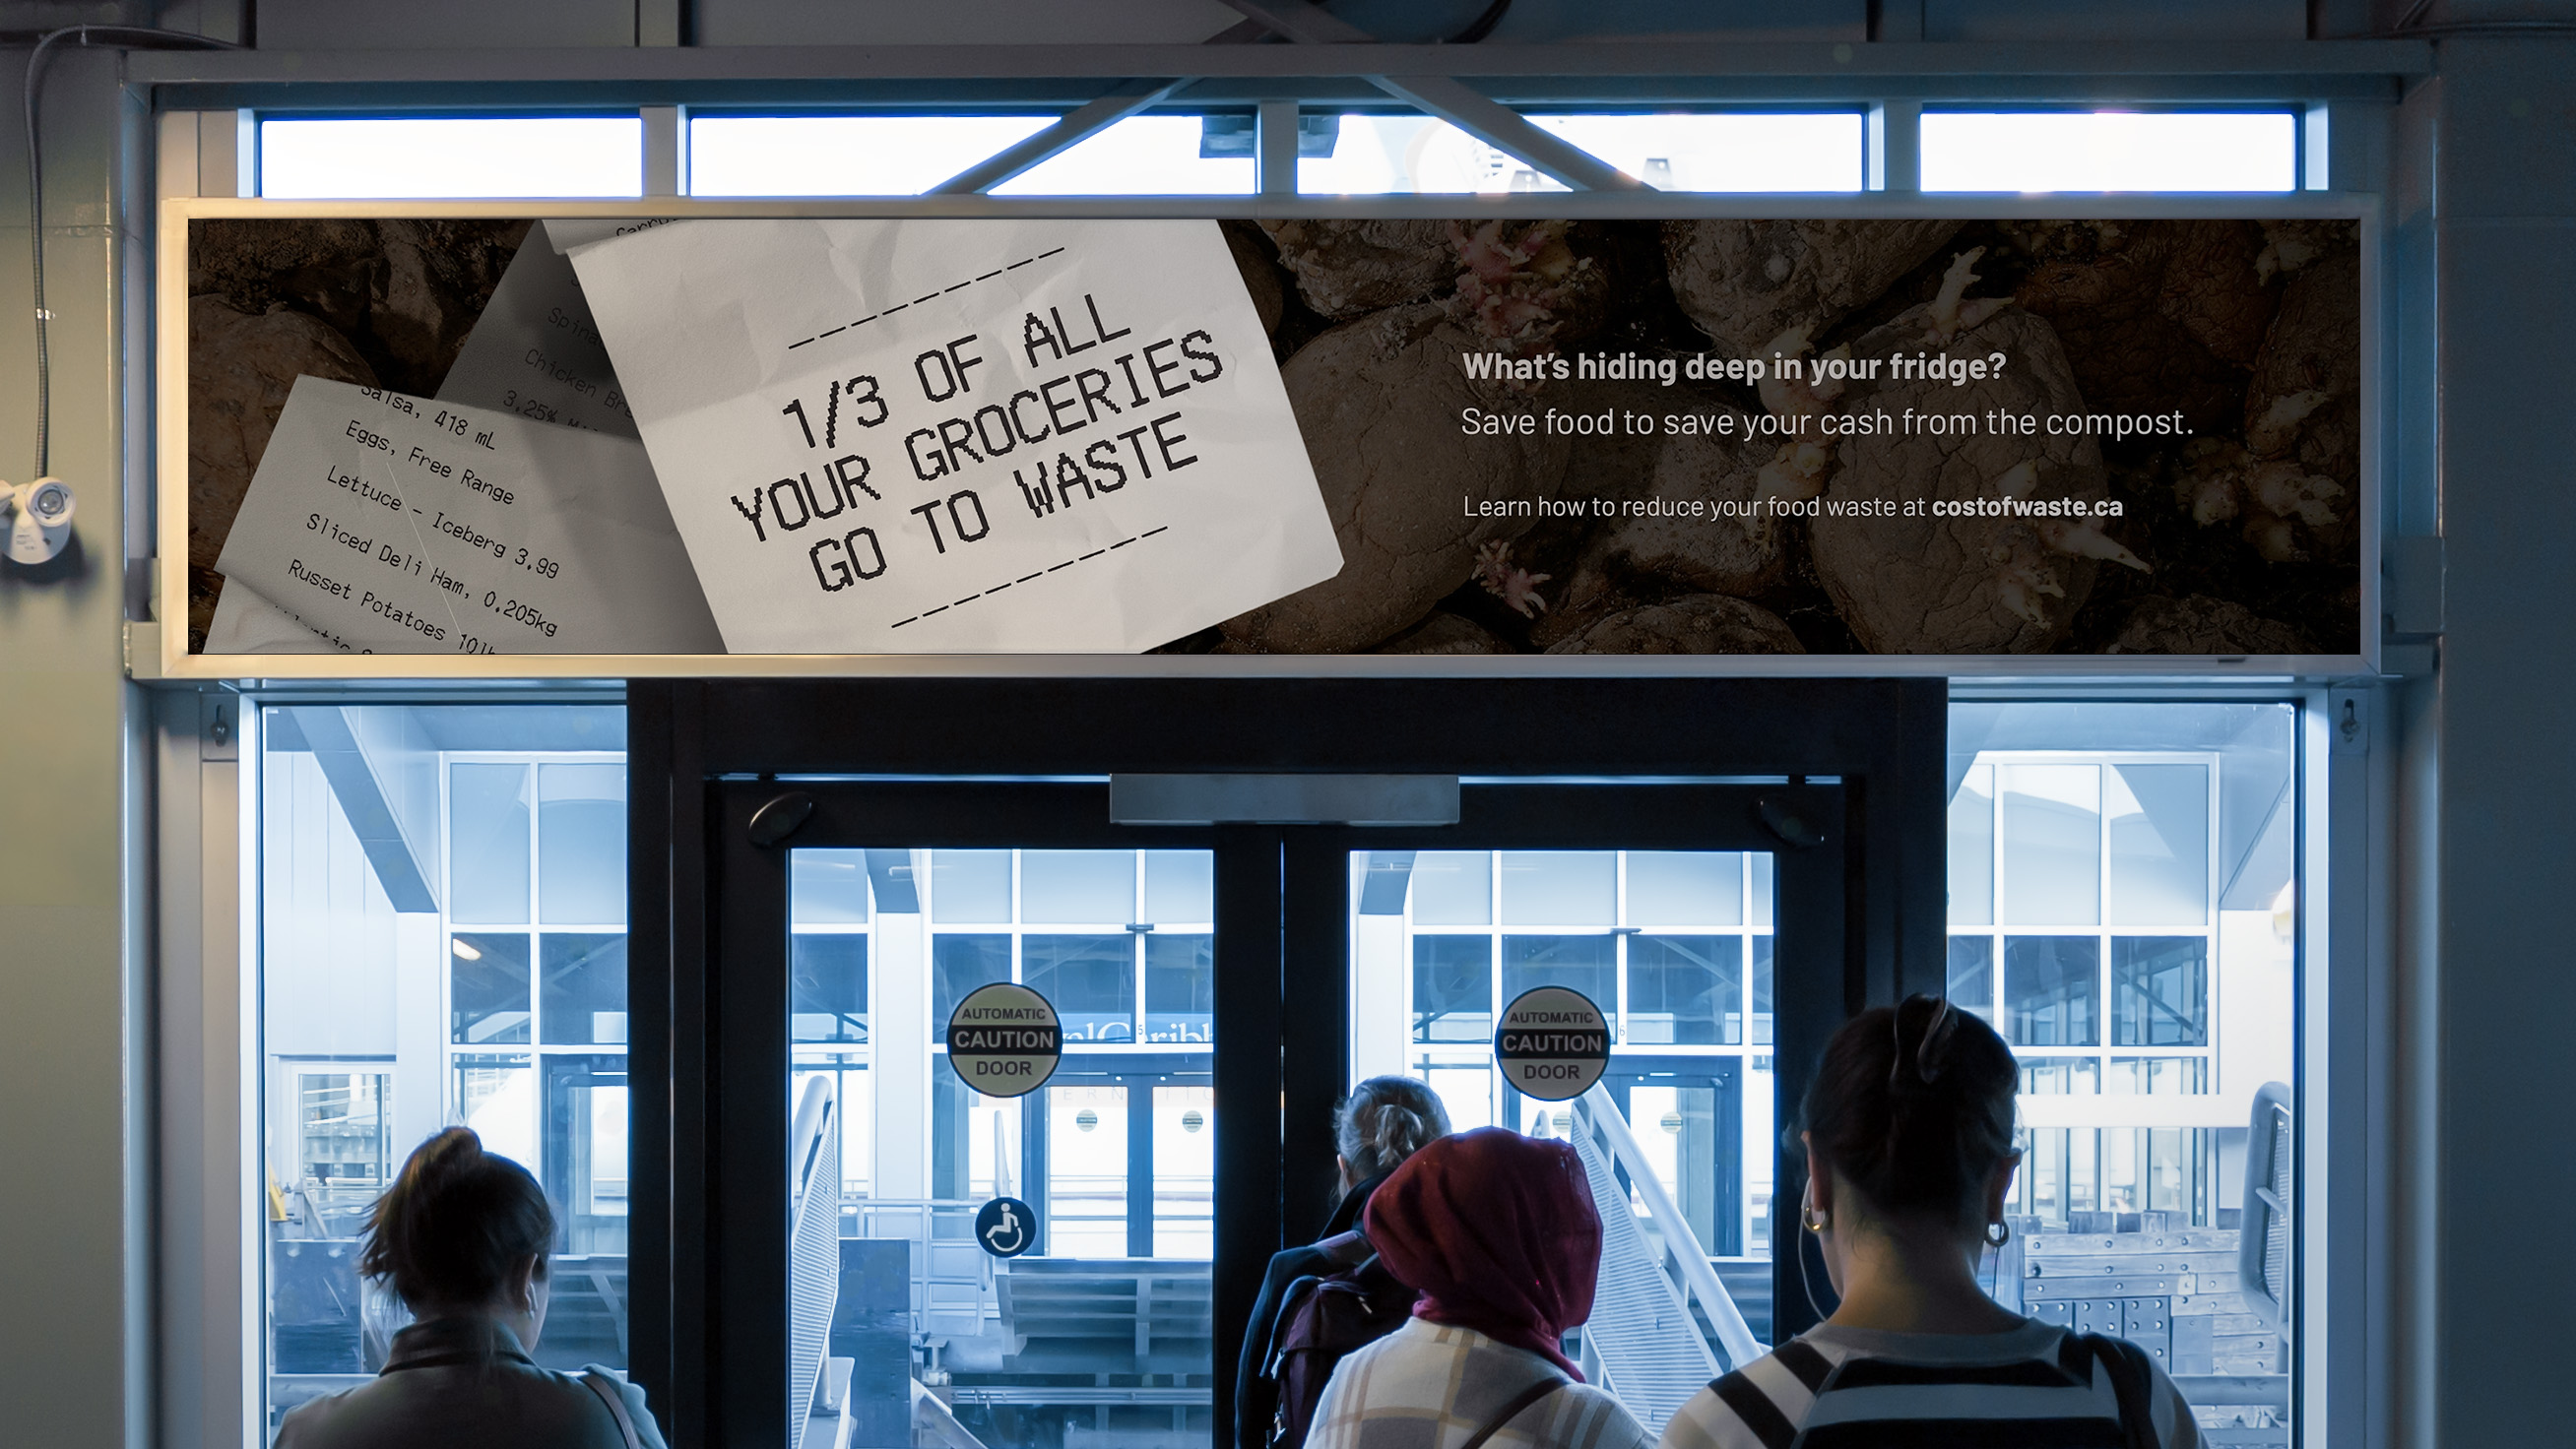 Salsa, 418 mL
Eggs, Free Range
Lettuce - Iceberg 3.99
Sliced Deli Ham, 0.205kg
Russet Potatoes 10lb
Chicken
3.25%
1/3 OF ALL
YOUR GROCERIES
GO TO WASTE
What’s hiding deep in your fridge?
Save food to save your cash from the compost.
Learn how to reduce your food waste at costofwaste.ca
AUTOMATIC
CAUTION
DOOR
AUTOMATIC
CAUTION
DOOR